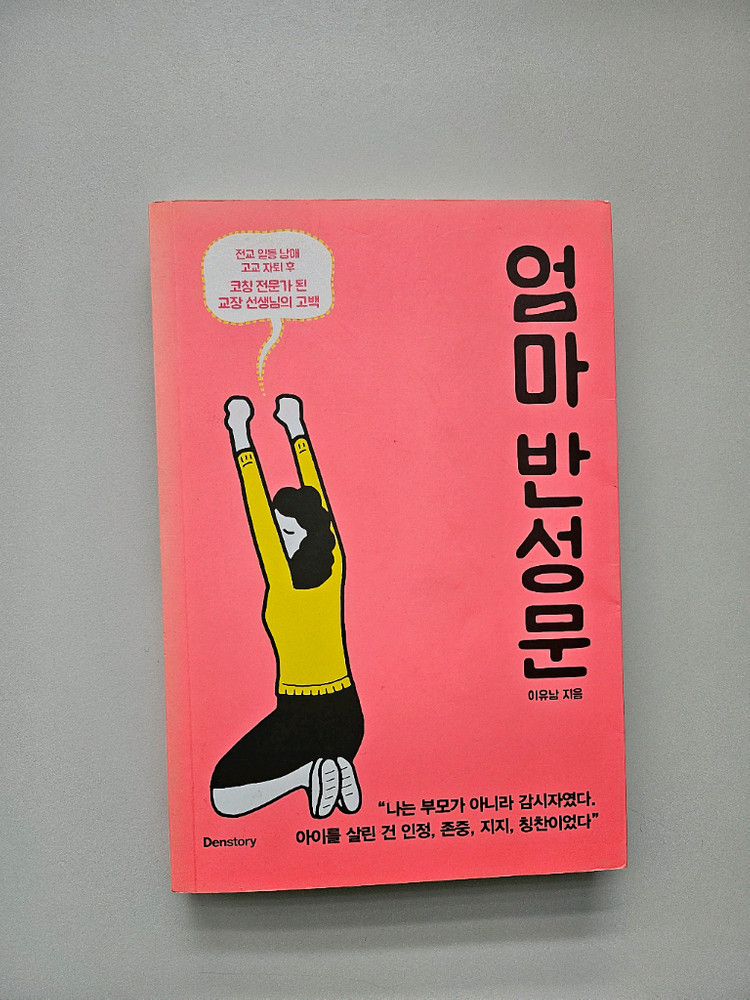 전교 일등 남매
고교 자퇴 후
코칭 전문가 된
교장 선생님의 고백
엄마 반성문
이유남 지음
“나는 부모가 아니라 감시자였다.
아이를 살린 건 인정, 존중, 지지, 칭찬이었다”
Denstory